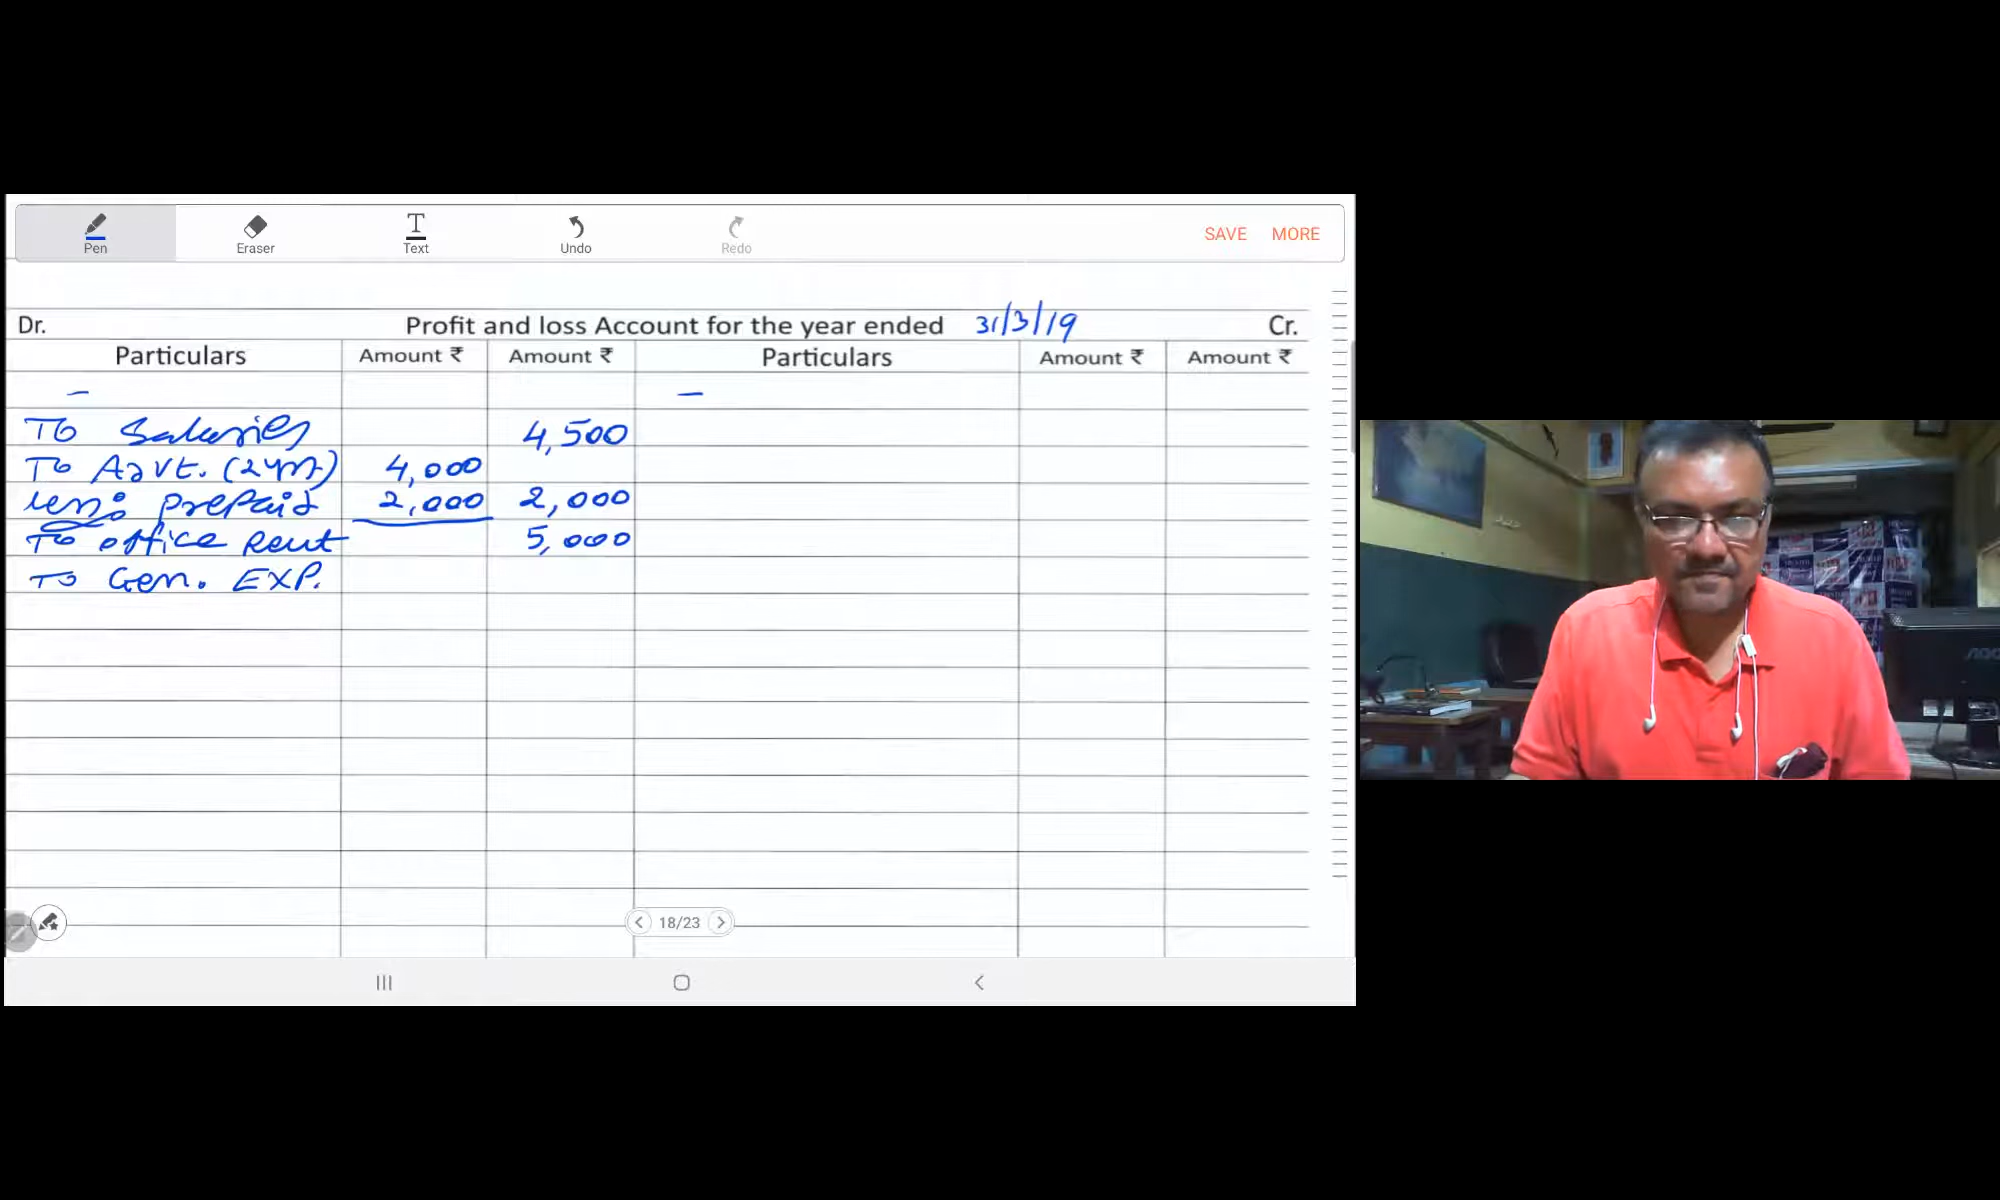 Pen Eraser Text Undo Redo SAVE MORE
Dr. Profit and loss Account for the year ended 31/3/19 Cr.
Particulars Amount ₹ Amount ₹ Particulars Amount ₹ Amount ₹
– –
To Salaries 4,500
To Advt. (2yrs) 4,000
less: prepaid 2,000 2,000
To office Rent 5,000
To Gen. EXP.
18/23
AOC